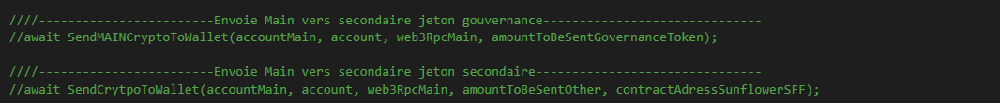 ////------------------------Envoie Main vers secondaire jeton gouvernance------------------------------
//await SendMAINCryptoToWallet(accountMain, account, web3RpcMain, amountToBeSentGovernanceToken);
////------------------------Envoie Main vers secondaire jeton secondaire-------------------------------
//await SendCrytpoToWallet(accountMain, account, web3RpcMain, amountToBeSentOther, contractAdressSunflowerSFF);